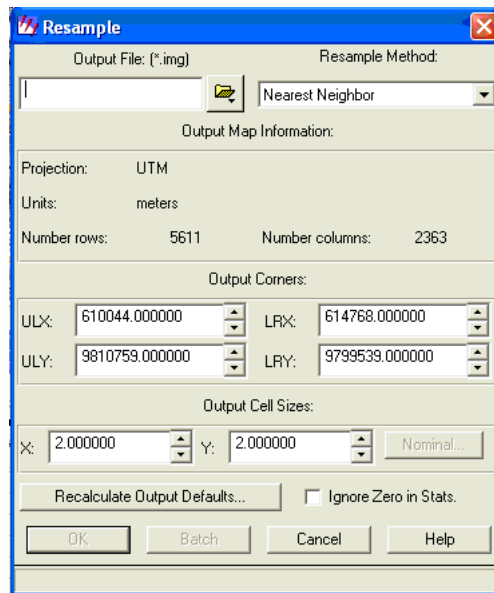 Resample
Output File: (*.img) Resample Method:
Nearest Neighbor
Output Map Information:
Projection: UTM
Units: meters
Number rows: 5611 Number columns: 2363
Output Corners:
ULX: 610044.000000 LRX: 614768.000000
ULY: 9810759.000000 LRY: 9799539.000000
Output Cell Sizes:
X: 2.000000 Y: 2.000000 Nominal...
Recalculate Output Defaults... Ignore Zero in Stats.
OK Batch Cancel Help